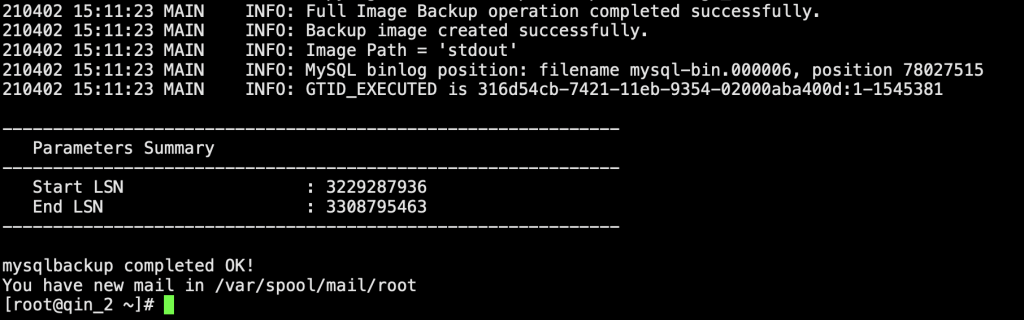 210402 15:11:23 MAIN    INFO: Full Image Backup operation completed successfully.
210402 15:11:23 MAIN    INFO: Backup image created successfully.
210402 15:11:23 MAIN    INFO: Image Path = 'stdout'
210402 15:11:23 MAIN    INFO: MySQL binlog position: filename mysql-bin.000006, position 78027515
210402 15:11:23 MAIN    INFO: GTID_EXECUTED is 316d54cb-7421-11eb-9354-02000aba400d:1-1545381
-------------------------------------------------------------
   Parameters Summary
-------------------------------------------------------------
   Start LSN                  : 3229287936
   End LSN                    : 3308795463
-------------------------------------------------------------
mysqlbackup completed OK!
You have new mail in /var/spool/mail/root
[root@qin_2 ~]#